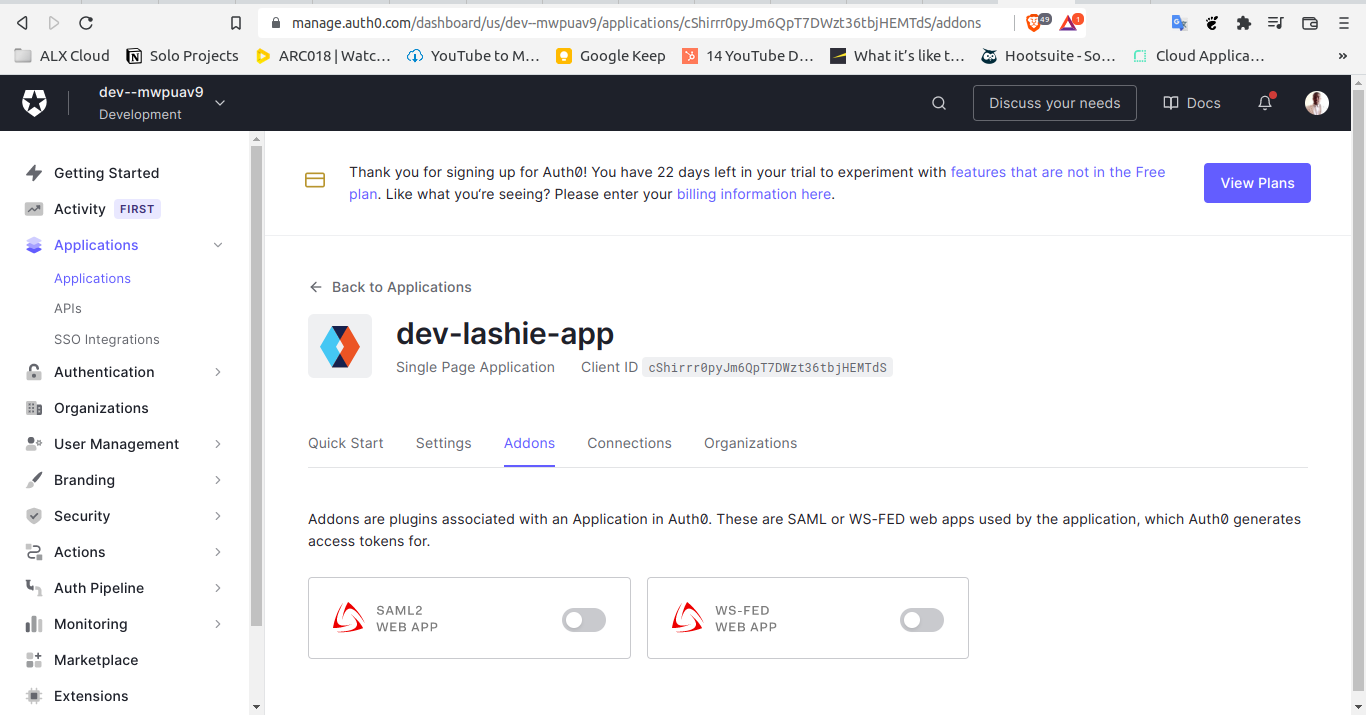 manage.auth0.com/dashboard/us/dev--mwpuav9/applications/cShirrr0pyJm6QpT7DWzt36tbjHEMTdS/addons
49
1
ALX Cloud
Solo Projects
ARC018 | Watc...
YouTube to M...
Google Keep
14 YouTube D...
What it's like t...
Hootsuite - So...
Cloud Applica...
»
dev--mwpuav9
Development
Discuss your needs
Docs
Getting Started
Activity FIRST
Applications
Applications
APIs
SSO Integrations
Authentication
Organizations
User Management
Branding
Security
Actions
Auth Pipeline
Monitoring
Marketplace
Extensions
Thank you for signing up for Auth0! You have 22 days left in your trial to experiment with features that are not in the Free
plan. Like what you're seeing? Please enter your billing information here.
View Plans
Back to Applications
dev-lashie-app
Single Page Application Client ID cShirrr0pyJm6QpT7DWzt36tbjHEMTdS
Quick Start Settings Addons Connections Organizations
Addons are plugins associated with an Application in Auth0. These are SAML or WS-FED web apps used by the application, which Auth0 generates
access tokens for.
SAML2
WEB APP
WS-FED
WEB APP